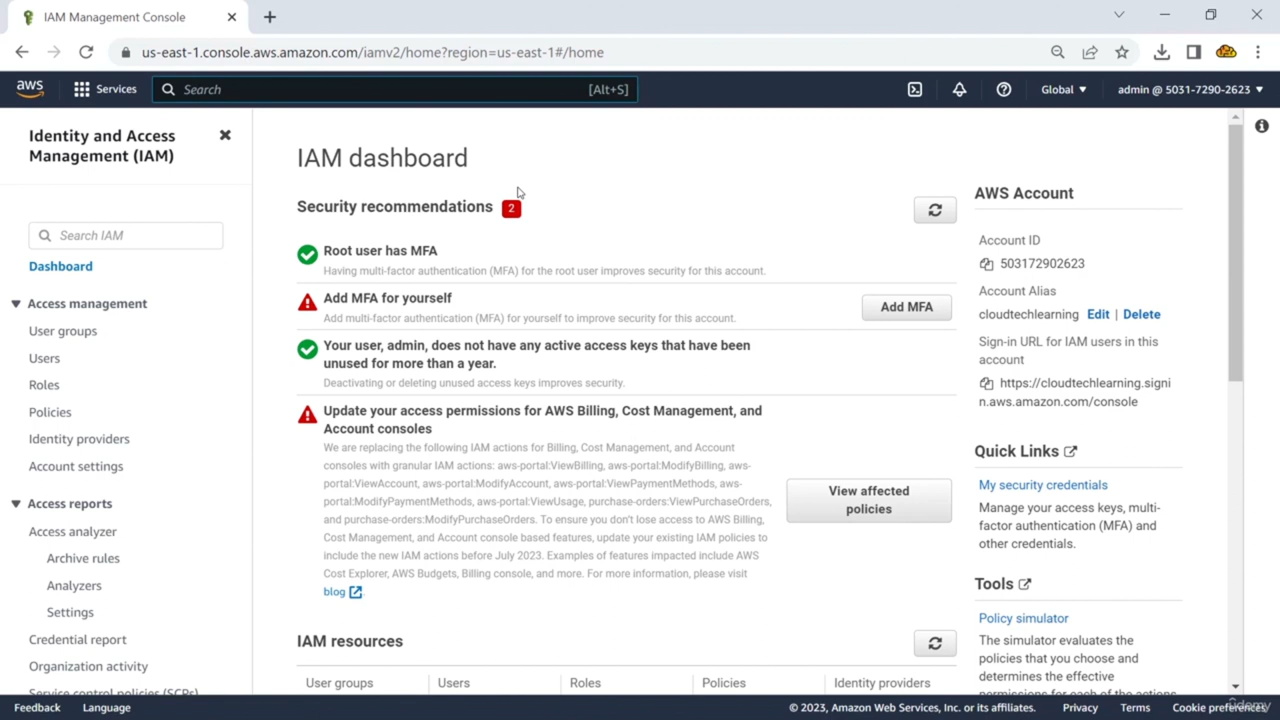 IAM Management Console
us-east-1.console.aws.amazon.com/iamv2/home?region=us-east-1#/home
aws
Services
Search
[Alt+S]
Global
admin @ 5031-7290-2623
Identity and Access
Management (IAM)
Search IAM
Dashboard
Access management
User groups
Users
Roles
Policies
Identity providers
Account settings
Access reports
Access analyzer
Archive rules
Analyzers
Settings
Credential report
Organization activity
Service control policies (SCPs)
IAM dashboard
Security recommendations 2
Root user has MFA
Having multi-factor authentication (MFA) for the root user improves security for this account.
Add MFA for yourself
Add multi-factor authentication (MFA) for yourself to improve security for this account.
Add MFA
Your user, admin, does not have any active access keys that have been
unused for more than a year.
Deactivating or deleting unused access keys improves security.
Update your access permissions for AWS Billing, Cost Management, and
Account consoles
We are replacing the following IAM actions for Billing, Cost Management, and Account
consoles with granular IAM actions: aws-portal:ViewBilling, aws-portal:ModifyBilling, aws-
portal:ViewAccount, aws-portal:ModifyAccount, aws-portal:ViewPaymentMethods, aws-
portal:ModifyPaymentMethods, aws-portal:ViewUsage, purchase-orders:ViewPurchaseOrders,
and purchase-orders:ModifyPurchaseOrders. To ensure you don't lose access to AWS Billing,
Cost Management, and Account console based features, update your existing IAM policies to
include the new IAM actions before July 2023. Examples of features impacted include AWS
Cost Explorer, AWS Budgets, Billing console, and more. For more information, please visit
blog .
View affected
policies
IAM resources
User groups
Users
Roles
Policies
Identity providers
AWS Account
Account ID
503172902623
Account Alias
cloudtechlearning Edit | Delete
Sign-in URL for IAM users in this
account
https://cloudtechlearning.signi
n.aws.amazon.com/console
Quick Links
My security credentials
Manage your access keys, multi-
factor authentication (MFA) and
other credentials.
Tools
Policy simulator
The simulator evaluates the
policies that you choose and
determines the effective
permissions for each of the actions
Feedback
Language
© 2023, Amazon Web Services, Inc. or its affiliates.
Privacy
Terms
Cookie preferences
udemy